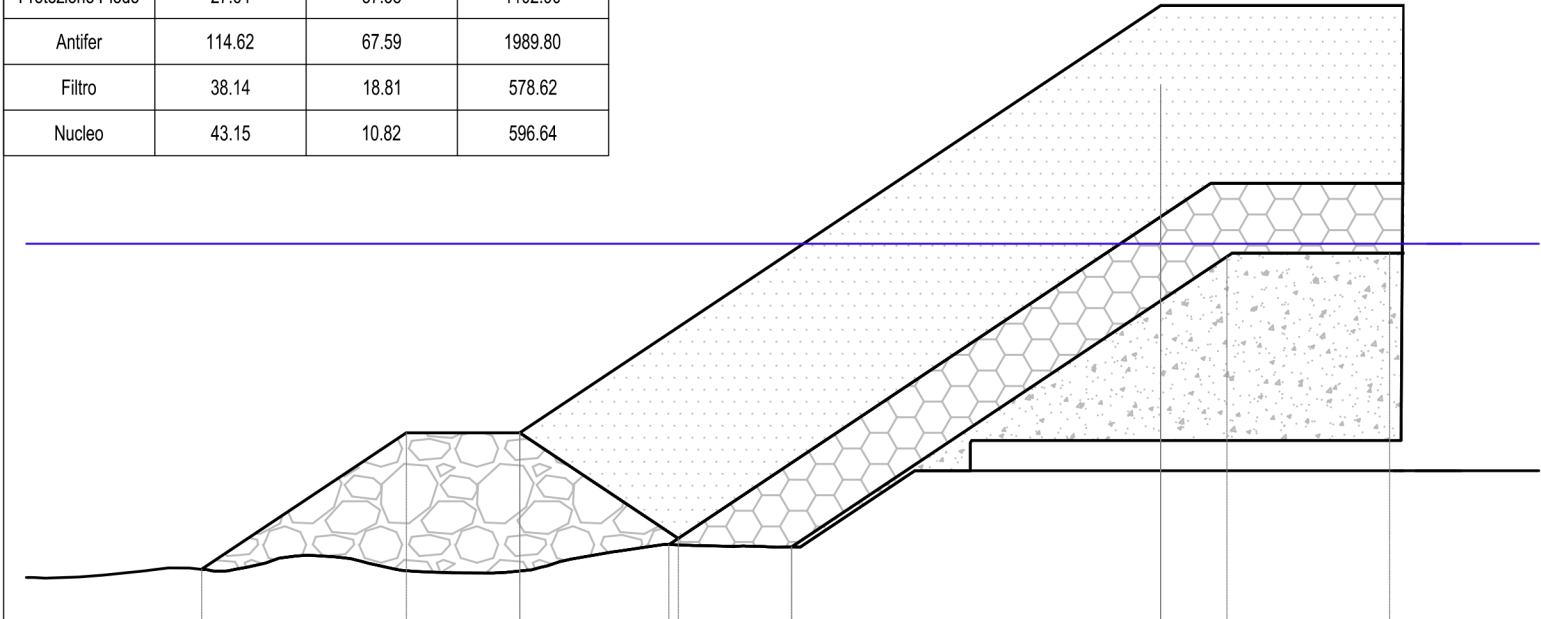 Antifer 114.62 67.59 1989.80
Filtro 38.14 18.81 578.62
Nucleo 43.15 10.82 596.64